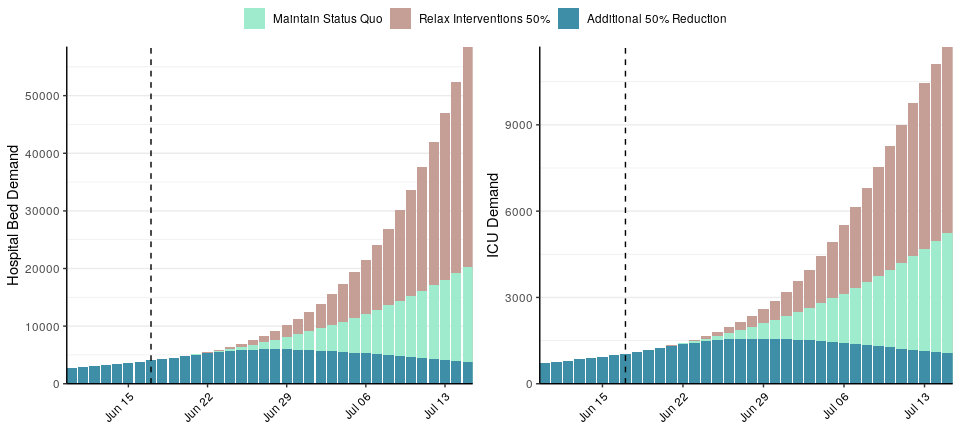 Maintain Status Quo Relax Interventions 50% Additional 50% Reduction
Hospital Bed Demand
50000
40000
30000
20000
10000
0
Jun 15 Jun 22 Jun 29 Jul 06 Jul 13
ICU Demand
9000
6000
3000
0
Jun 15 Jun 22 Jun 29 Jul 06 Jul 13